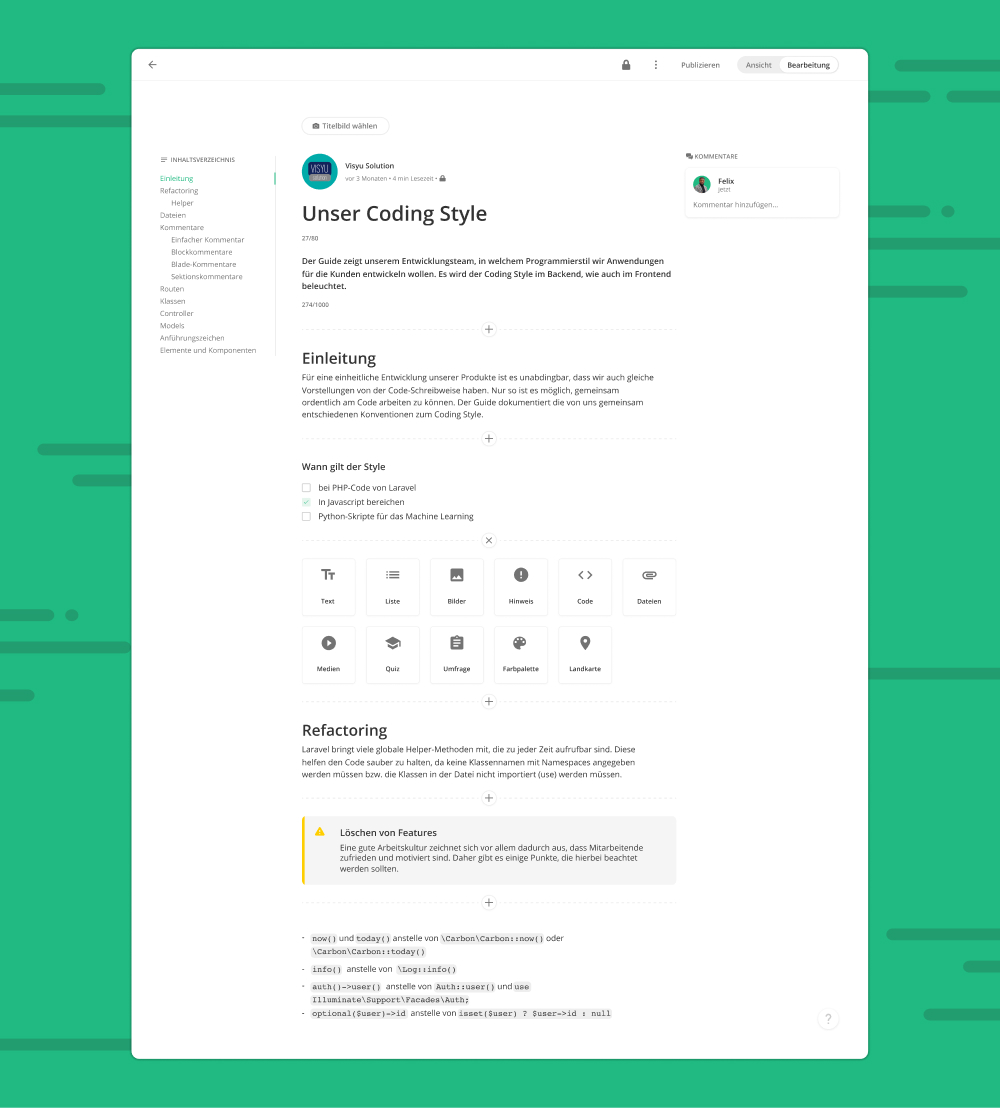 Publizieren
Ansicht
Bearbeitung
Titelbild wählen
INHALTSVERZEICHNIS
Einleitung
Refactoring
Helper
Dateien
Kommentare
Einfacher Kommentar
Blockkommentare
Blade-Kommentare
Sektionskommentare
Routen
Klassen
Controller
Models
Anführungszeichen
Elemente und Komponenten
VISYU
solution
Visyu Solution
vor 3 Monaten • 4 min Lesezeit •
Unser Coding Style
27/80
Der Guide zeigt unserem Entwicklungsteam, in welchem Programmierstil wir Anwendungen
für die Kunden entwickeln wollen. Es wird der Coding Style im Backend, wie auch im Frontend
beleuchtet.
274/1000
KOMMENTARE
Felix
jetzt
Kommentar hinzufügen...
Einleitung
Für eine einheitliche Entwicklung unserer Produkte ist es unabdingbar, dass wir auch gleiche
Vorstellungen von der Code-Schreibweise haben. Nur so ist es möglich, gemeinsam
ordentlich am Code arbeiten zu können. Der Guide dokumentiert die von uns gemeinsam
entschiedenen Konventionen zum Coding Style.
Wann gilt der Style
bei PHP-Code von Laravel
In Javascript bereichen
Python-Skripte für das Machine Learning
Text
Liste
Bilder
Hinweis
Code
Dateien
Medien
Quiz
Umfrage
Farbpalette
Landkarte
Refactoring
Laravel bringt viele globale Helper-Methoden mit, die zu jeder Zeit aufrufbar sind. Diese
helfen den Code sauber zu halten, da keine Klassennamen mit Namespaces angegeben
werden müssen bzw. die Klassen in der Datei nicht importiert (use) werden müssen.
Löschen von Features
Eine gute Arbeitskultur zeichnet sich vor allem dadurch aus, dass Mitarbeitende
zufrieden und motiviert sind. Daher gibt es einige Punkte, die hierbei beachtet
werden sollten.
- now() und today() anstelle von \Carbon\Carbon::now() oder
\Carbon\Carbon::today()
- info() anstelle von \Log::info()
- auth()->user() anstelle von Auth::user() und use
Illuminate\Support\Facades\Auth;
- optional($user)->id anstelle von isset($user) ? $user->id : null
?